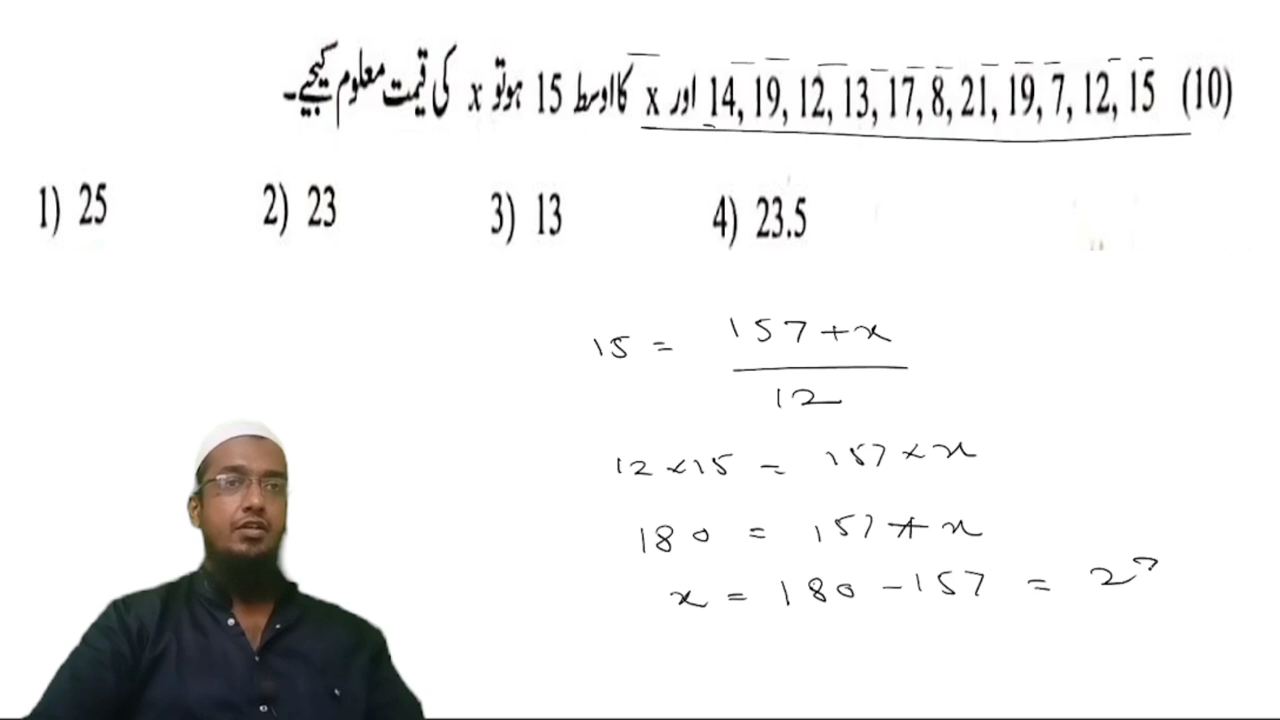 (10) 14, 19, 12, 13, 17, 8, 21, 19, 7, 12, 15 اور x کا اوسط 15 ہو تو x کی قیمت معلوم کیجیے۔
1) 25 2) 23 3) 13 4) 23.5
15 = 157 + x
12
12 × 15 = 157 × x
180 = 157 + x
x = 180 - 157 = 2